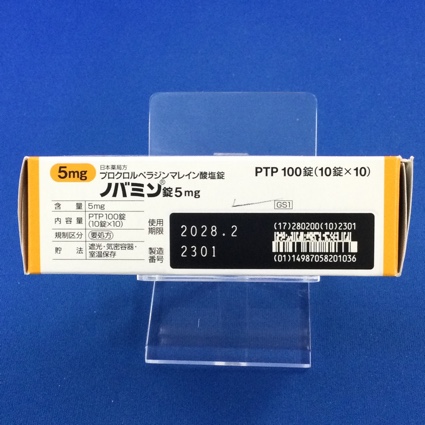 5mg
日本薬局方
プロクロルペラジンマレイン酸塩錠
ノバミン®錠5mg
PTP 100錠(10錠×10)
含量 5mg
内容量 PTP100錠
(10錠×10)
規制区分 要処方
貯法 遮光・気密容器・
室温保存
GS1
使用期限 2028.2
製造番号 2301
(17)280200(10)2301
(01)14987058201036